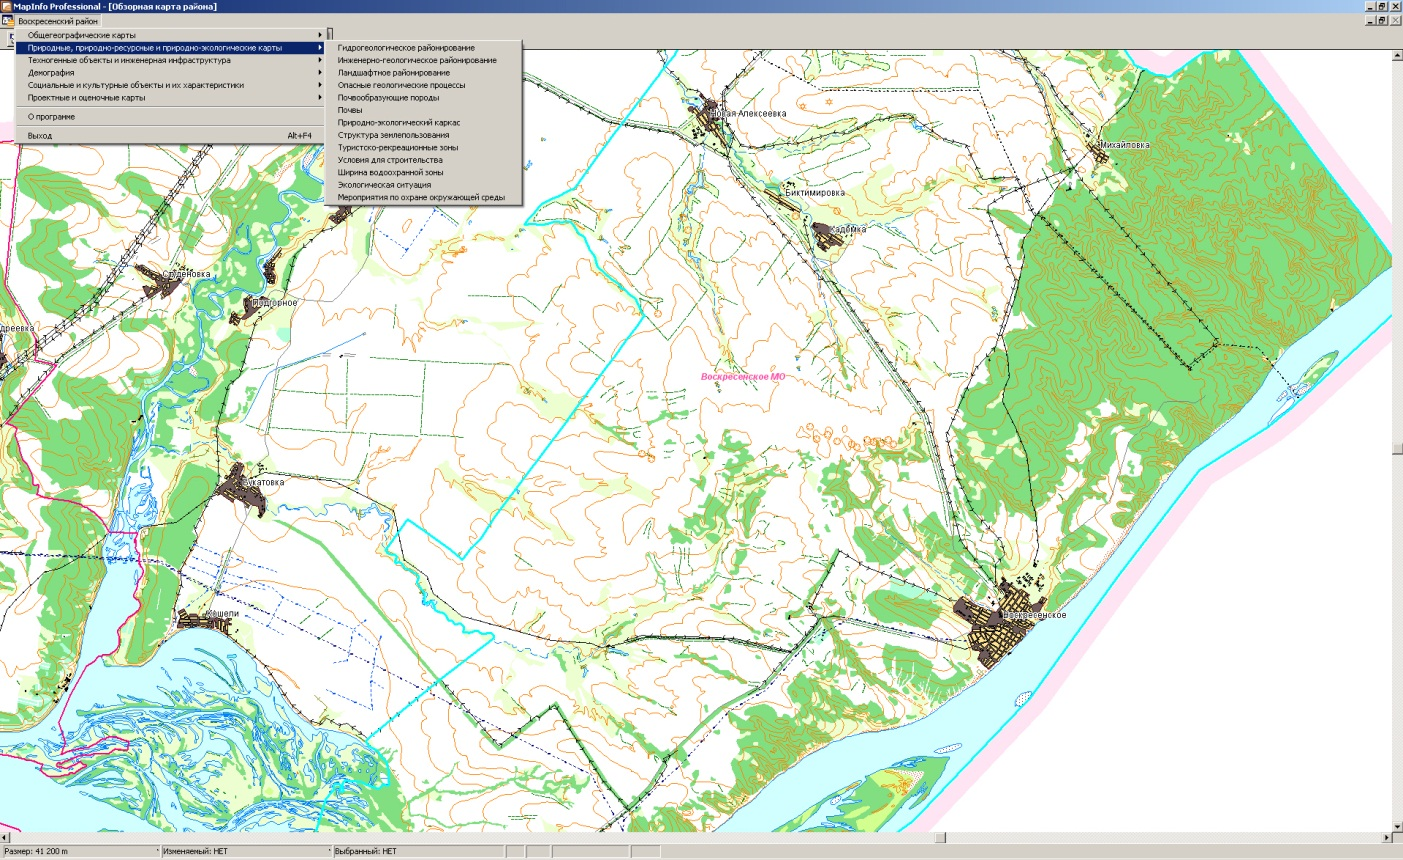 MapInfo Professional - [Обзорная карта района]
Воскресенский район
Общегеографические карты
Природные, природно-ресурсные и природно-экологические карты
Техногенные объекты и инженерная инфраструктура
Демография
Социальные и культурные объекты и их характеристики
Проектные и оценочные карты
О программе
Выход Alt+F4
Гидрогеологическое районирование
Инженерно-геологическое районирование
Ландшафтное районирование
Опасные геологические процессы
Почвообразующие породы
Почвы
Природно-экологический каркас
Структура землепользования
Туристско-рекреационные зоны
Условия для строительства
Ширина водоохранной зоны
Экологическая ситуация
Мероприятия по охране окружающей среды
Новая Алексеевка
Михайловка
Биктимировка
Кадомка
Студеновка
Подгорное
дреевка
Воскресенское МО
Букатовка
Кошели
Воскресенское
Размер: 41 200 m
Изменяемый: НЕТ
Выбранный: НЕТ